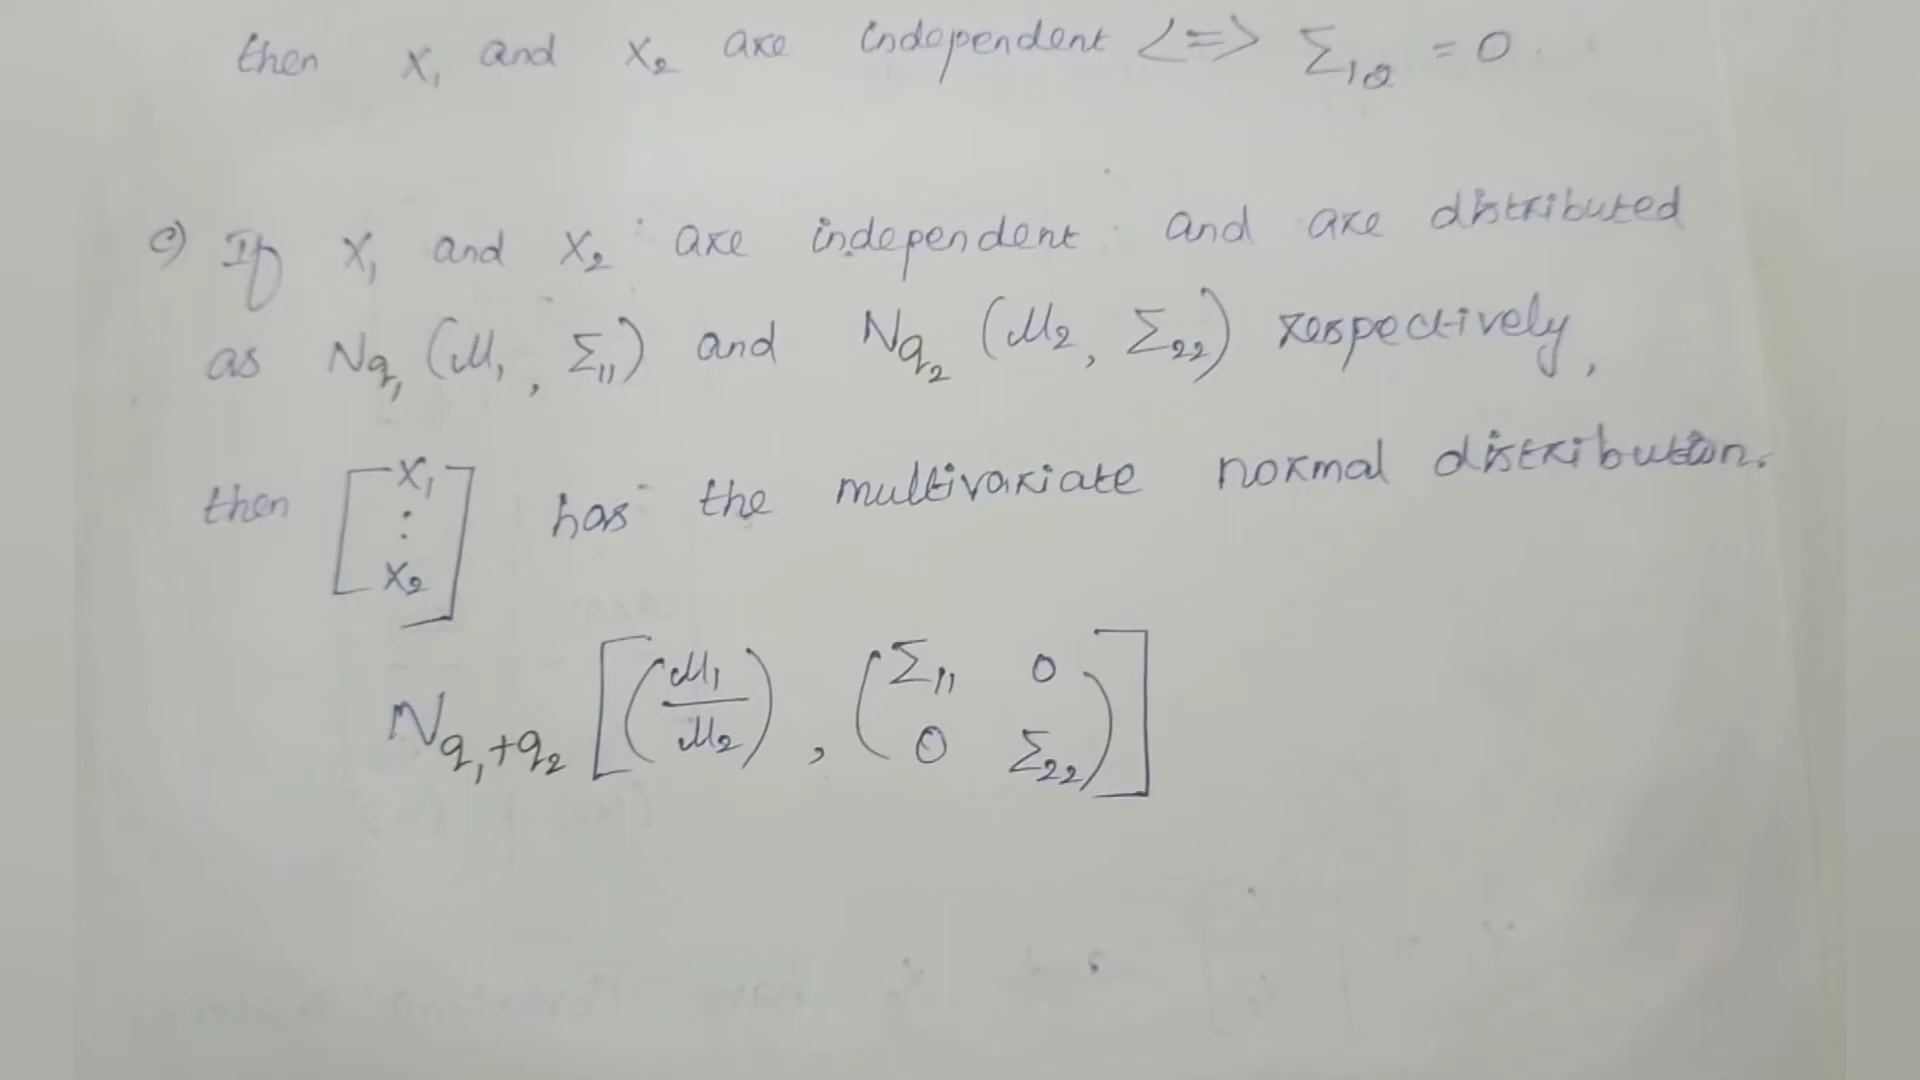 then X₁ and X₂ are independent <=> Σ₁₂ = 0
c) If X₁ and X₂ are independent and are distributed
as N_q₁ (μ₁, Σ₁₁) and N_q₂ (μ₂, Σ₂₂) respectively,
then [X₁ : X₂] has the multivariate normal distribution.
N_q₁+q₂ [(μ₁/μ₂), (Σ₁₁ 0
0 Σ₂₂)]